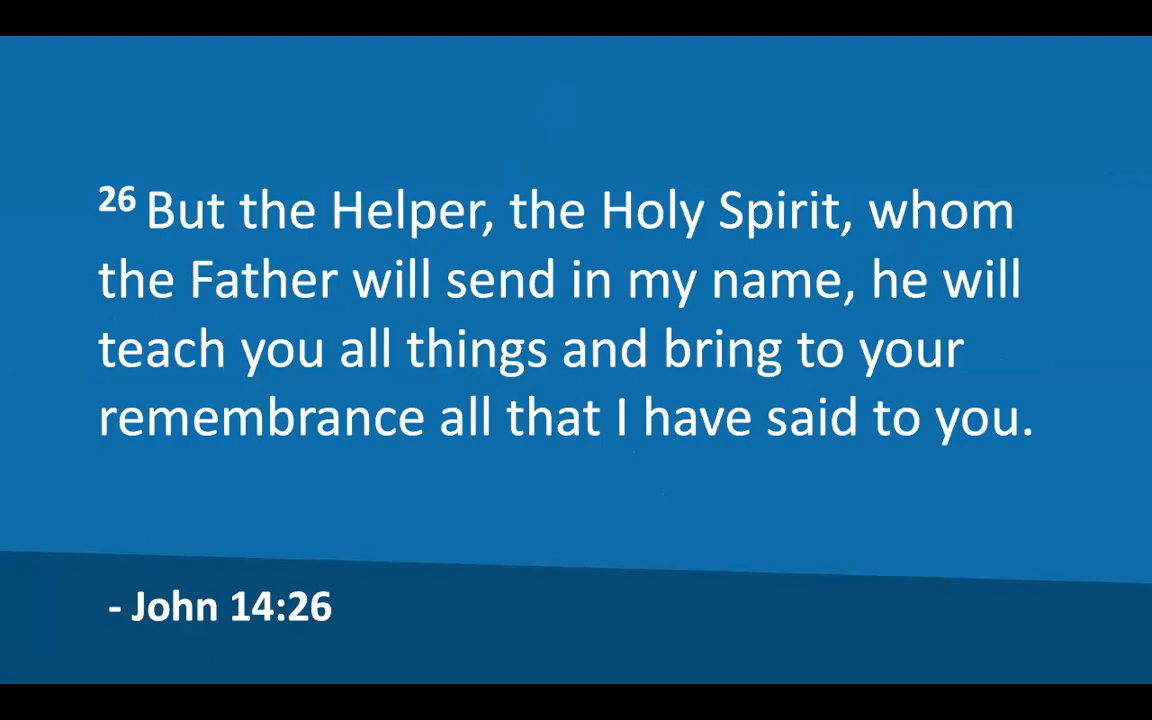 26 But the Helper, the Holy Spirit, whom
the Father will send in my name, he will
teach you all things and bring to your
remembrance all that I have said to you.
- John 14:26